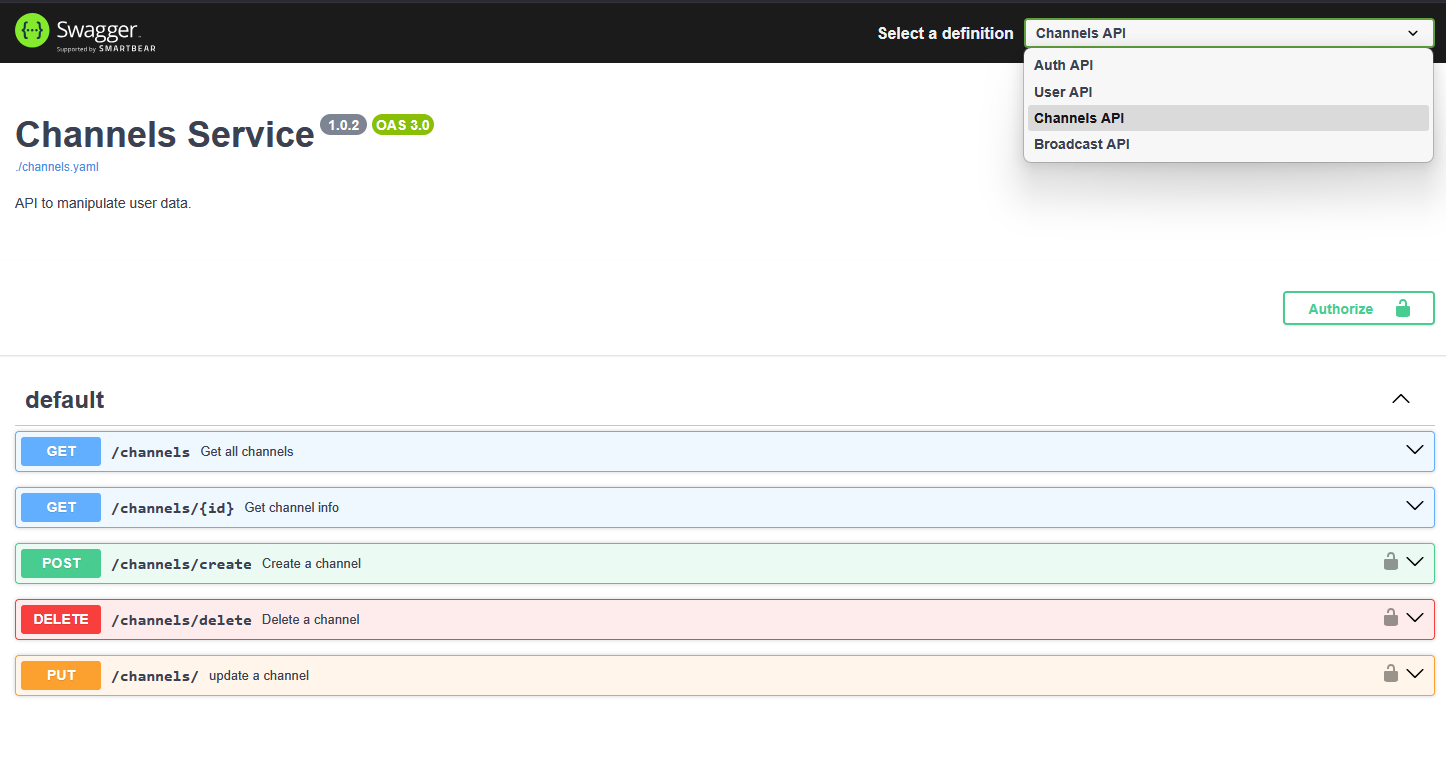 Swagger
Supported by SMARTBEAR
Select a definition
Channels API
Auth API
User API
Channels API
Broadcast API
Channels Service 1.0.2 OAS 3.0
./channels.yaml
API to manipulate user data.
Authorize
default
GET /channels Get all channels
GET /channels/{id} Get channel info
POST /channels/create Create a channel
DELETE /channels/delete Delete a channel
PUT /channels/ update a channel